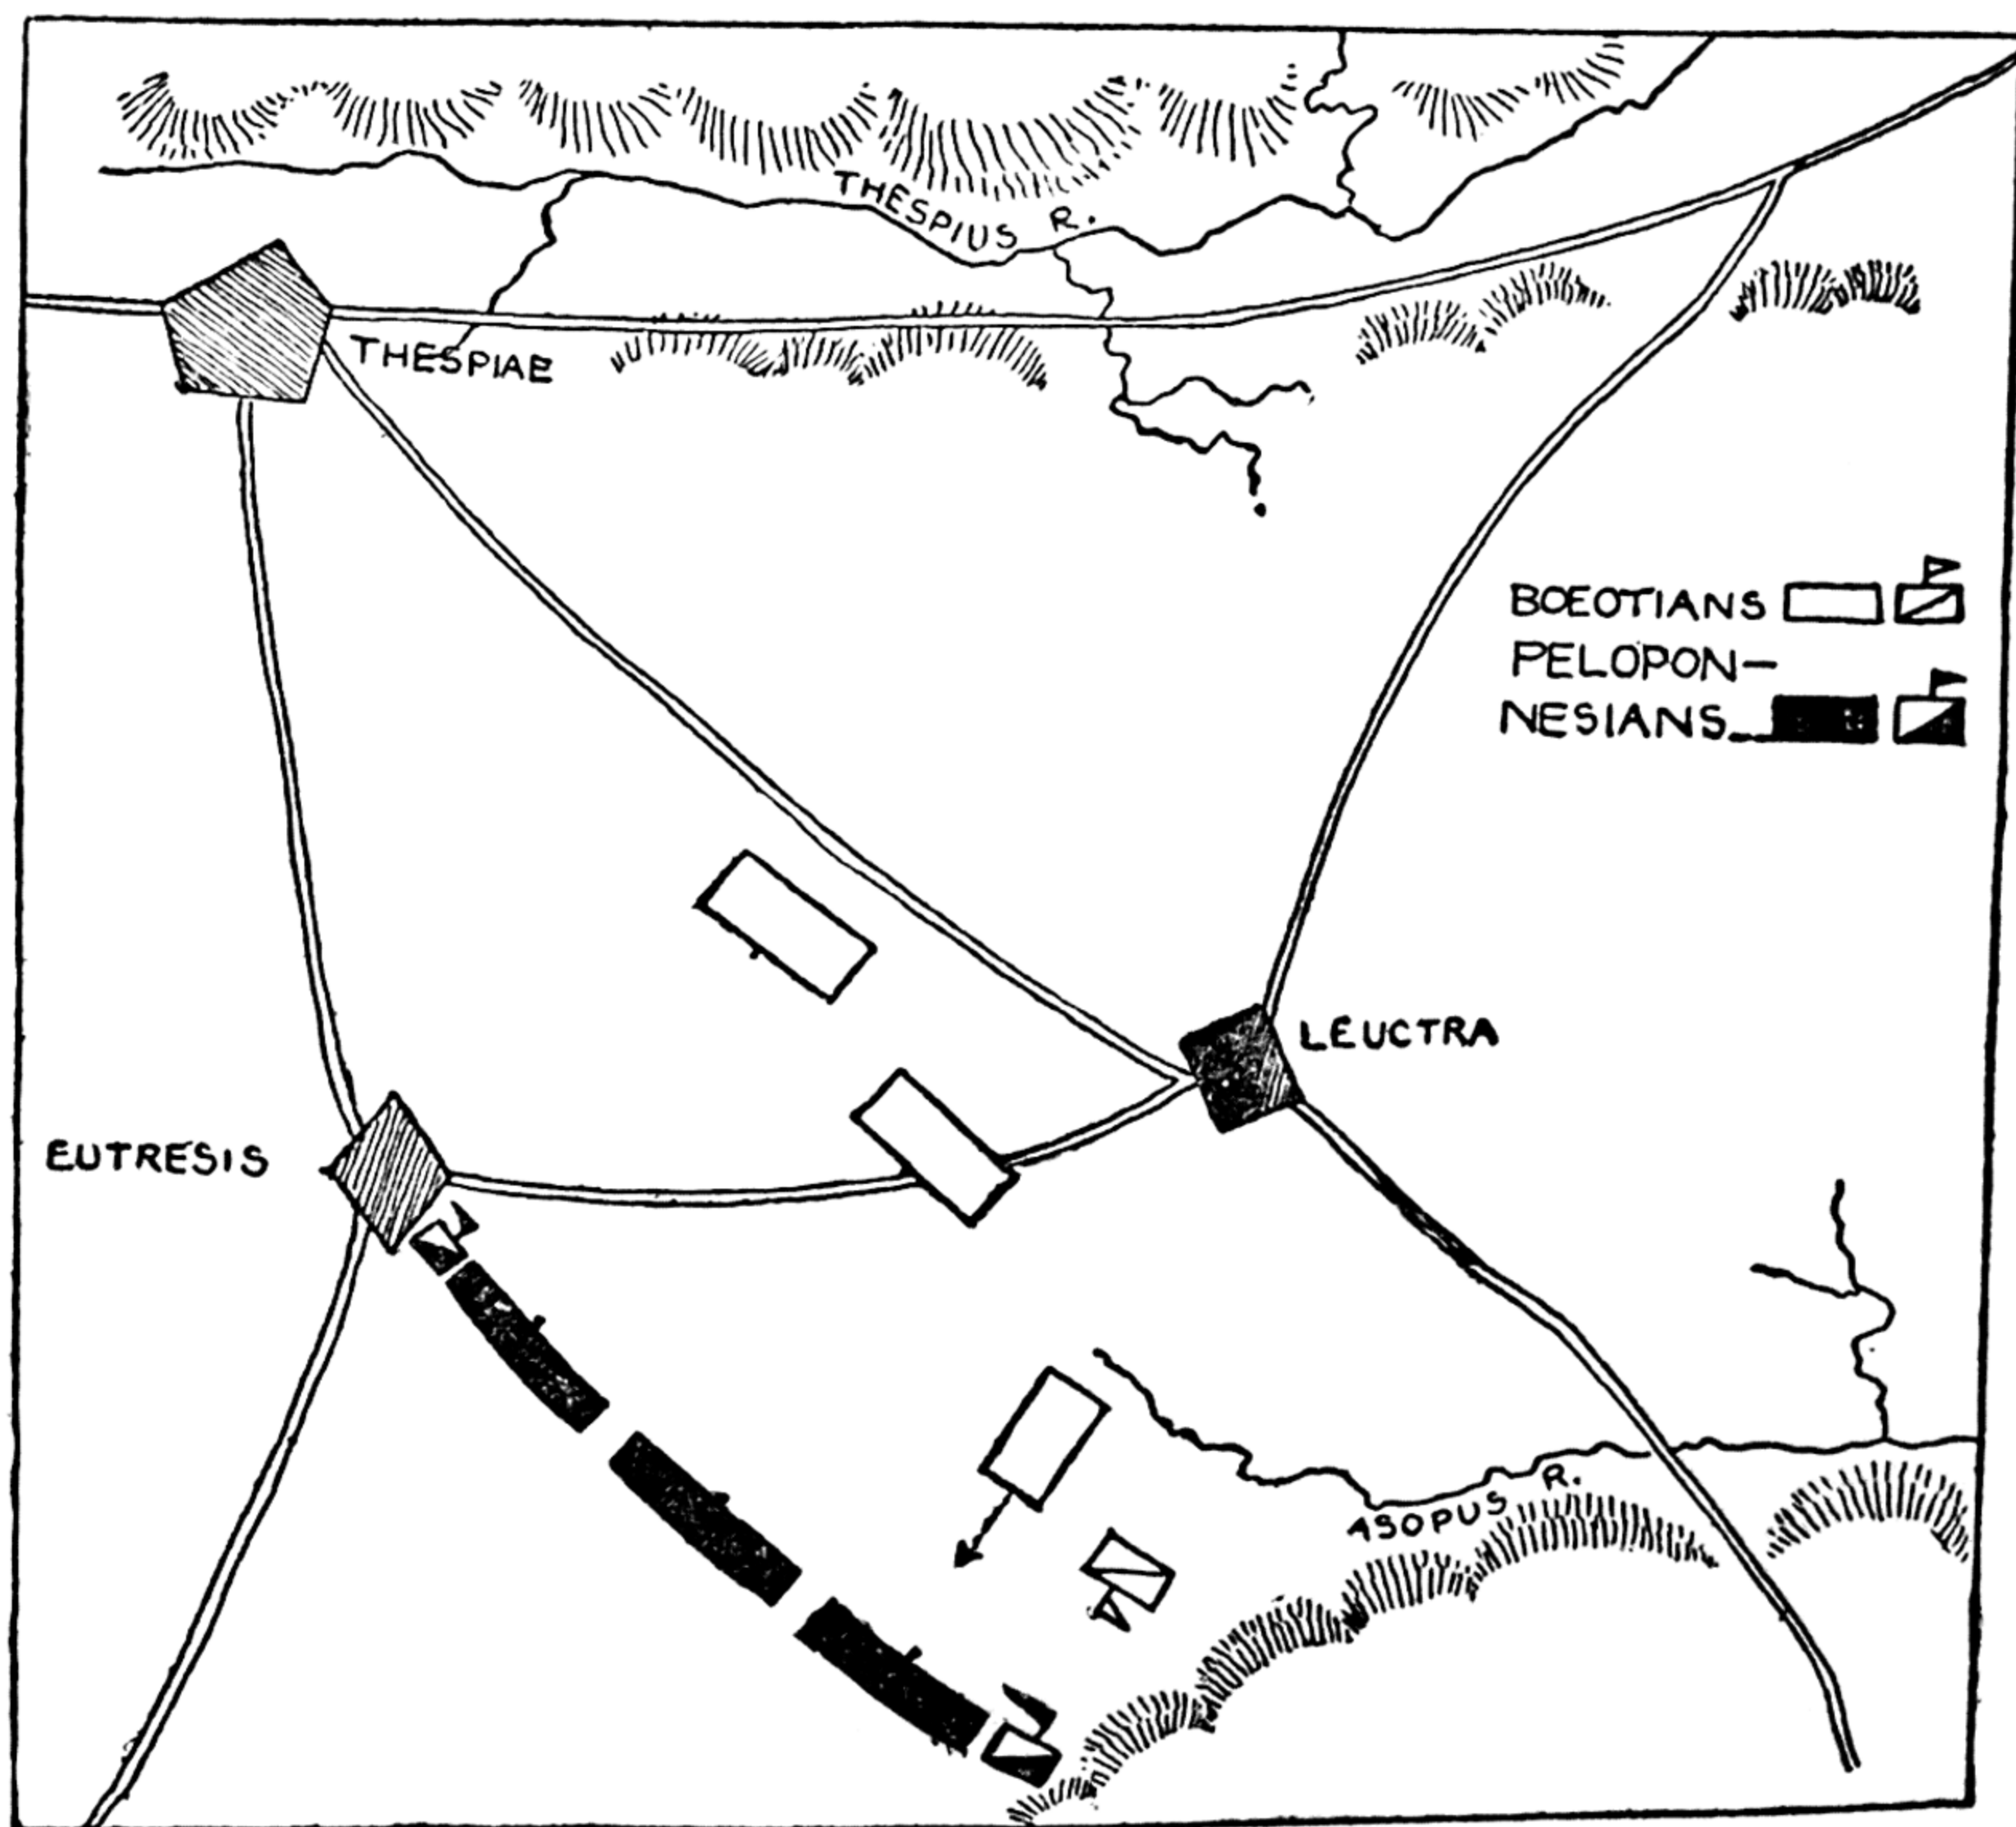 THESPIUS R.
THESPIAE
BOEOTIANS
PELOPON-
NESIANS
LEUCTRA
EUTRESIS
ASOPUS R.